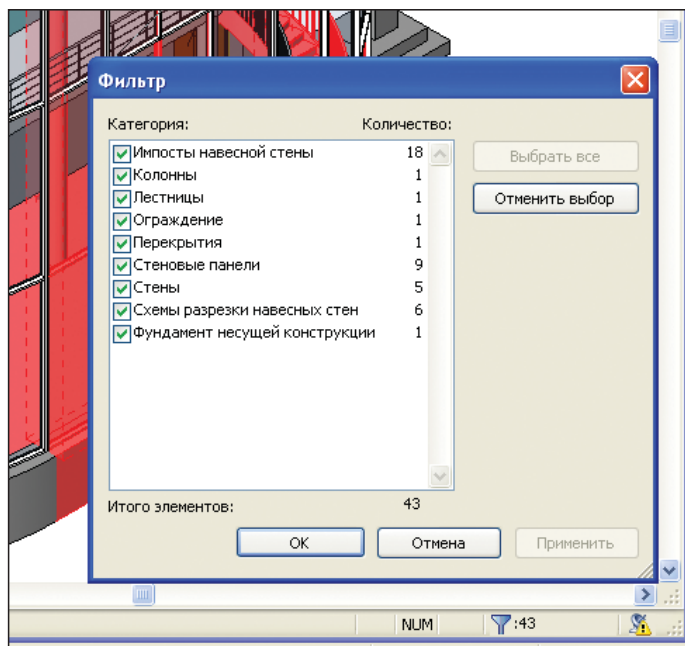 Фильтр
Категория: Количество:
Импосты навесной стены 18
Колонны 1
Лестницы 1
Ограждение 1
Перекрытия 1
Стеновые панели 9
Стены 5
Схемы разрезки навесных стен 6
Фундамент несущей конструкции 1
Выбрать все
Отменить выбор
Итого элементов: 43
ОК Отмена Применить
NUM :43